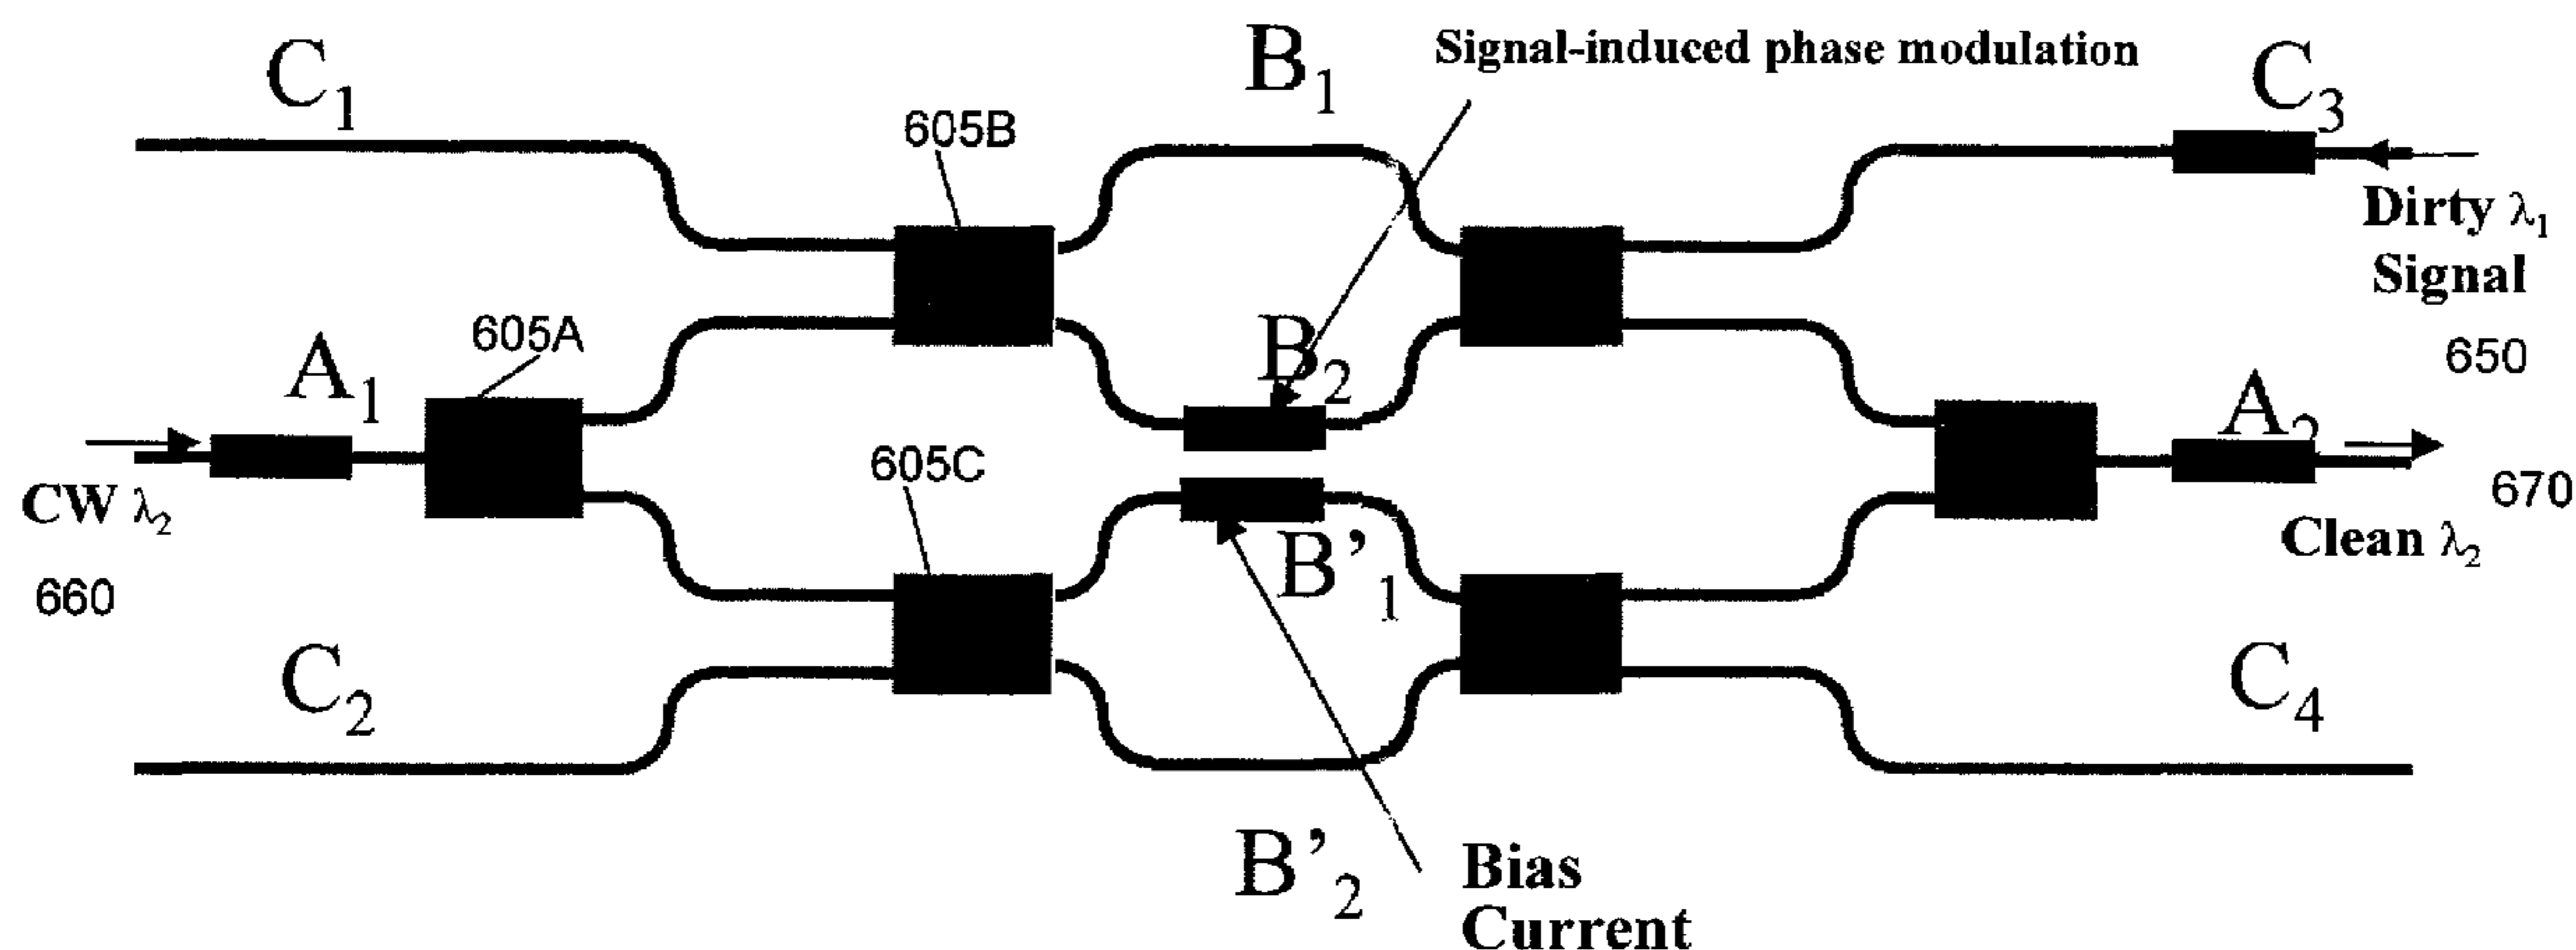 C1
B1
Signal-induced phase modulation
C3
605B
Dirty λ1
Signal
605A
A1
B2
650
A2
605C
CW λ2
B’1
670
Clean λ2
660
C2
C4
B’2
Bias
Current